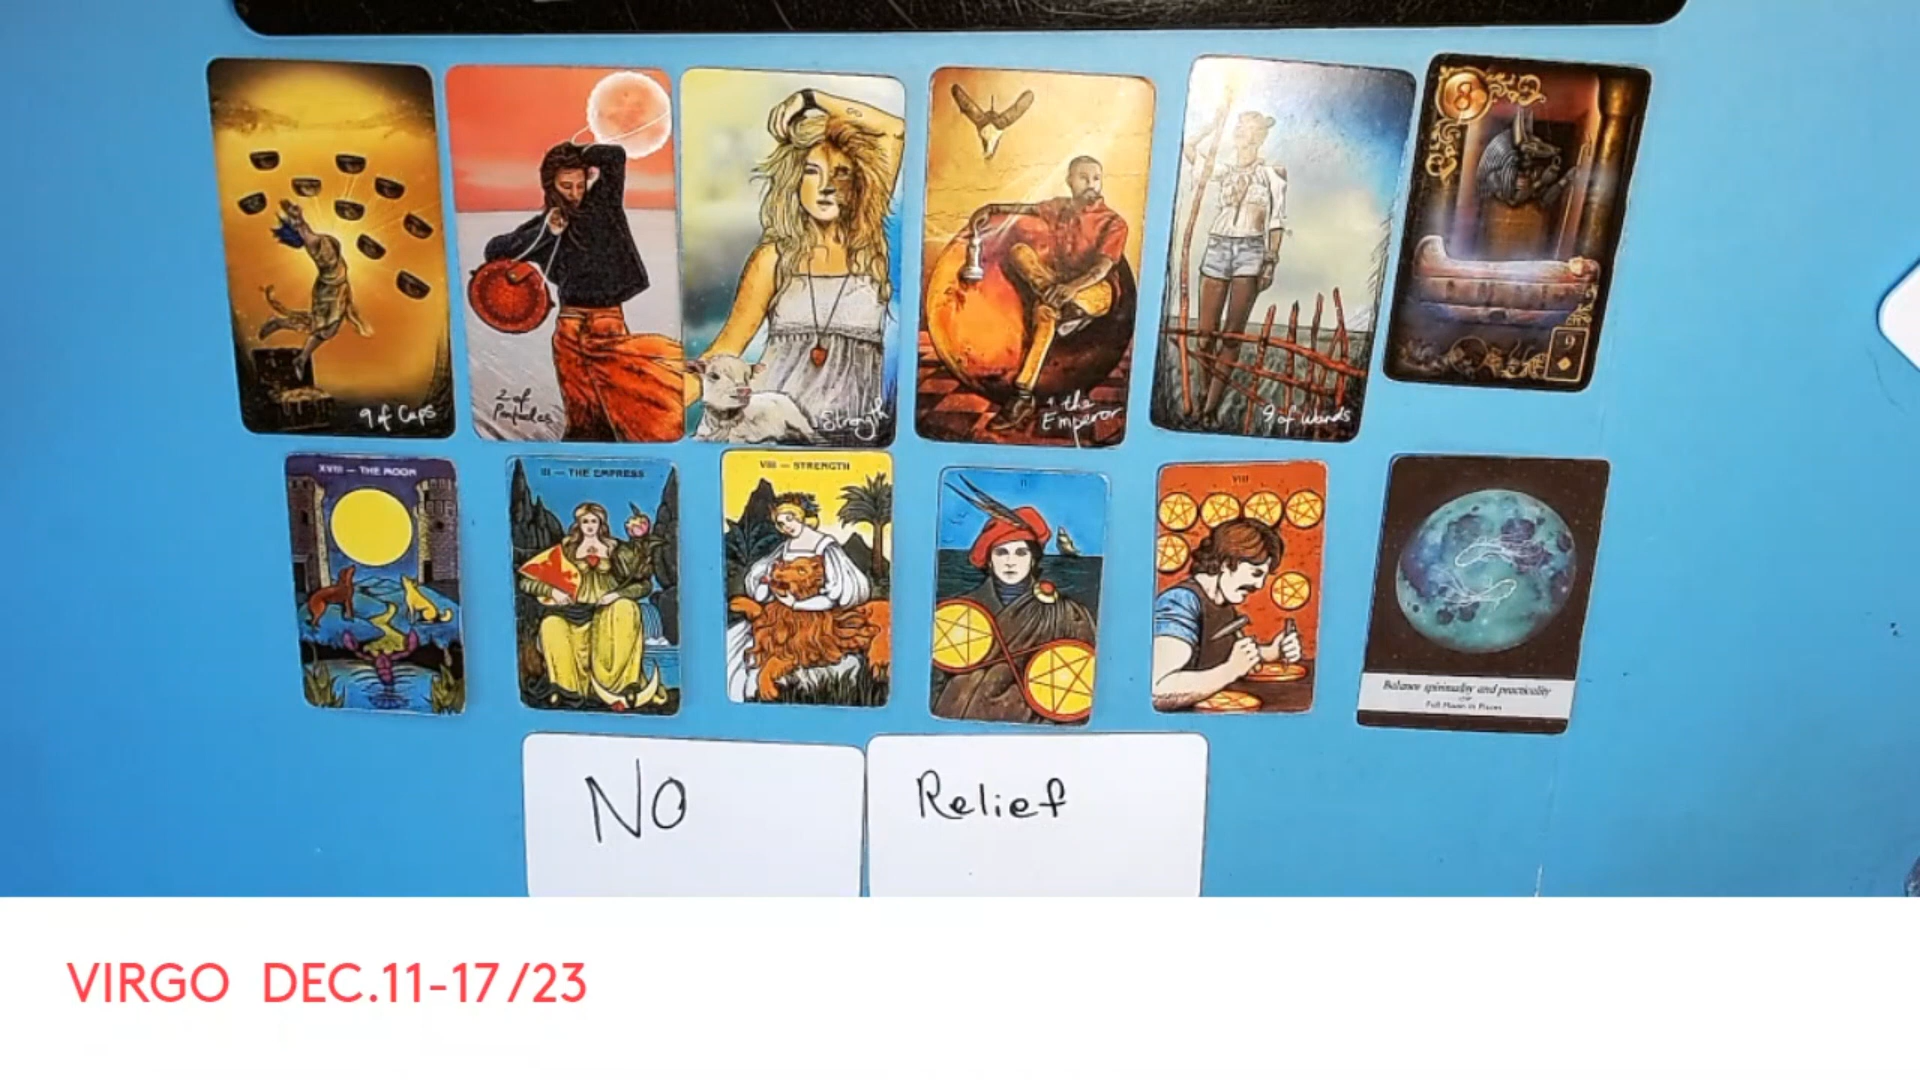 9 of Cups
2 of
Pentacles
Strength
4 the
Emperor
9 of Wands
8
9
XVIII — THE MOON
III — THE EMPRESS
VIII — STRENGTH
II
VIII
Balance spirituality and practicality
Full Moon in Pisces
NO
Relief
VIRGO DEC.11-17/23